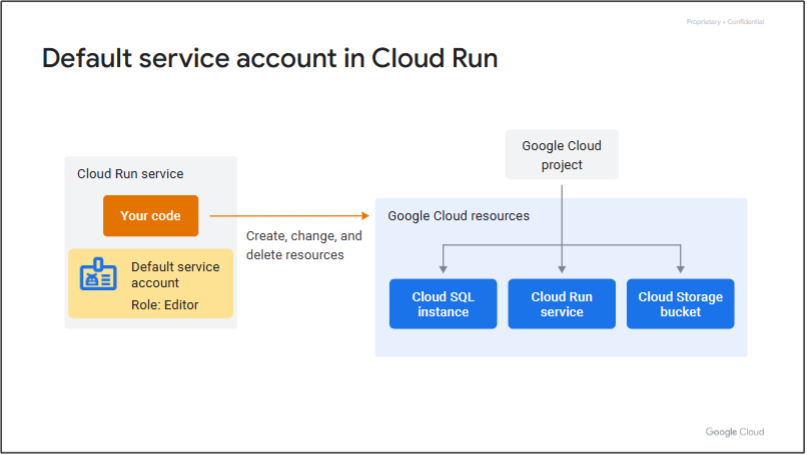 Proprietary + Confidential
Default service account in Cloud Run
Google Cloud
project
Cloud Run service
Your code
Google Cloud resources
Create, change, and
delete resources
Default service
account
Role: Editor
Cloud SQL
instance
Cloud Run
service
Cloud Storage
bucket
Google Cloud